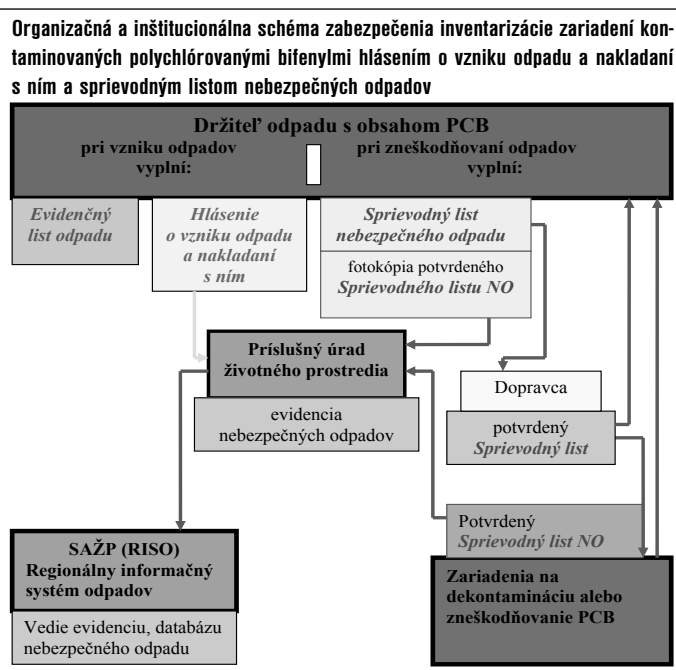 Organizačná a inštitucionálna schéma zabezpečenia inventarizácie zariadení kon-
taminovaných polychlórovanými bifenylmi hlásením o vzniku odpadu a nakladaní
s ním a sprievodným listom nebezpečných odpadov
Držiteľ odpadu s obsahom PCB
pri vzniku odpadov
vyplní:
pri zneškodňovaní odpadov
vyplní:
Evidenčný
list odpadu
Hlásenie
o vzniku odpadu
a nakladaní
s ním
Sprievodný list
nebezpečného odpadu
fotokópia potvrdeného
Sprievodného listu NO
Príslušný úrad
životného prostredia
evidencia
nebezpečných odpadov
Dopravca
potvrdený
Sprievodný list
SAŽP (RISO)
Regionálny informačný
systém odpadov
Vedie evidenciu, databázu
nebezpečného odpadu
Potvrdený
Sprievodný list NO
Zariadenia na
dekontamináciu alebo
zneškodňovanie PCB